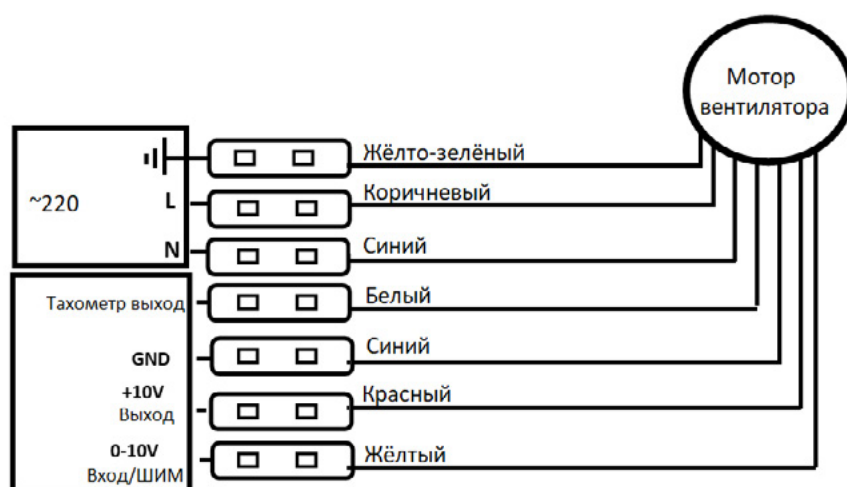 Мотор
вентилятора
Жёлто-зелёный
~220
L
Коричневый
N
Синий
Тахометр выход
Белый
GND
Синий
+10V
Выход
Красный
0-10V
Вход/ШИМ
Жёлтый